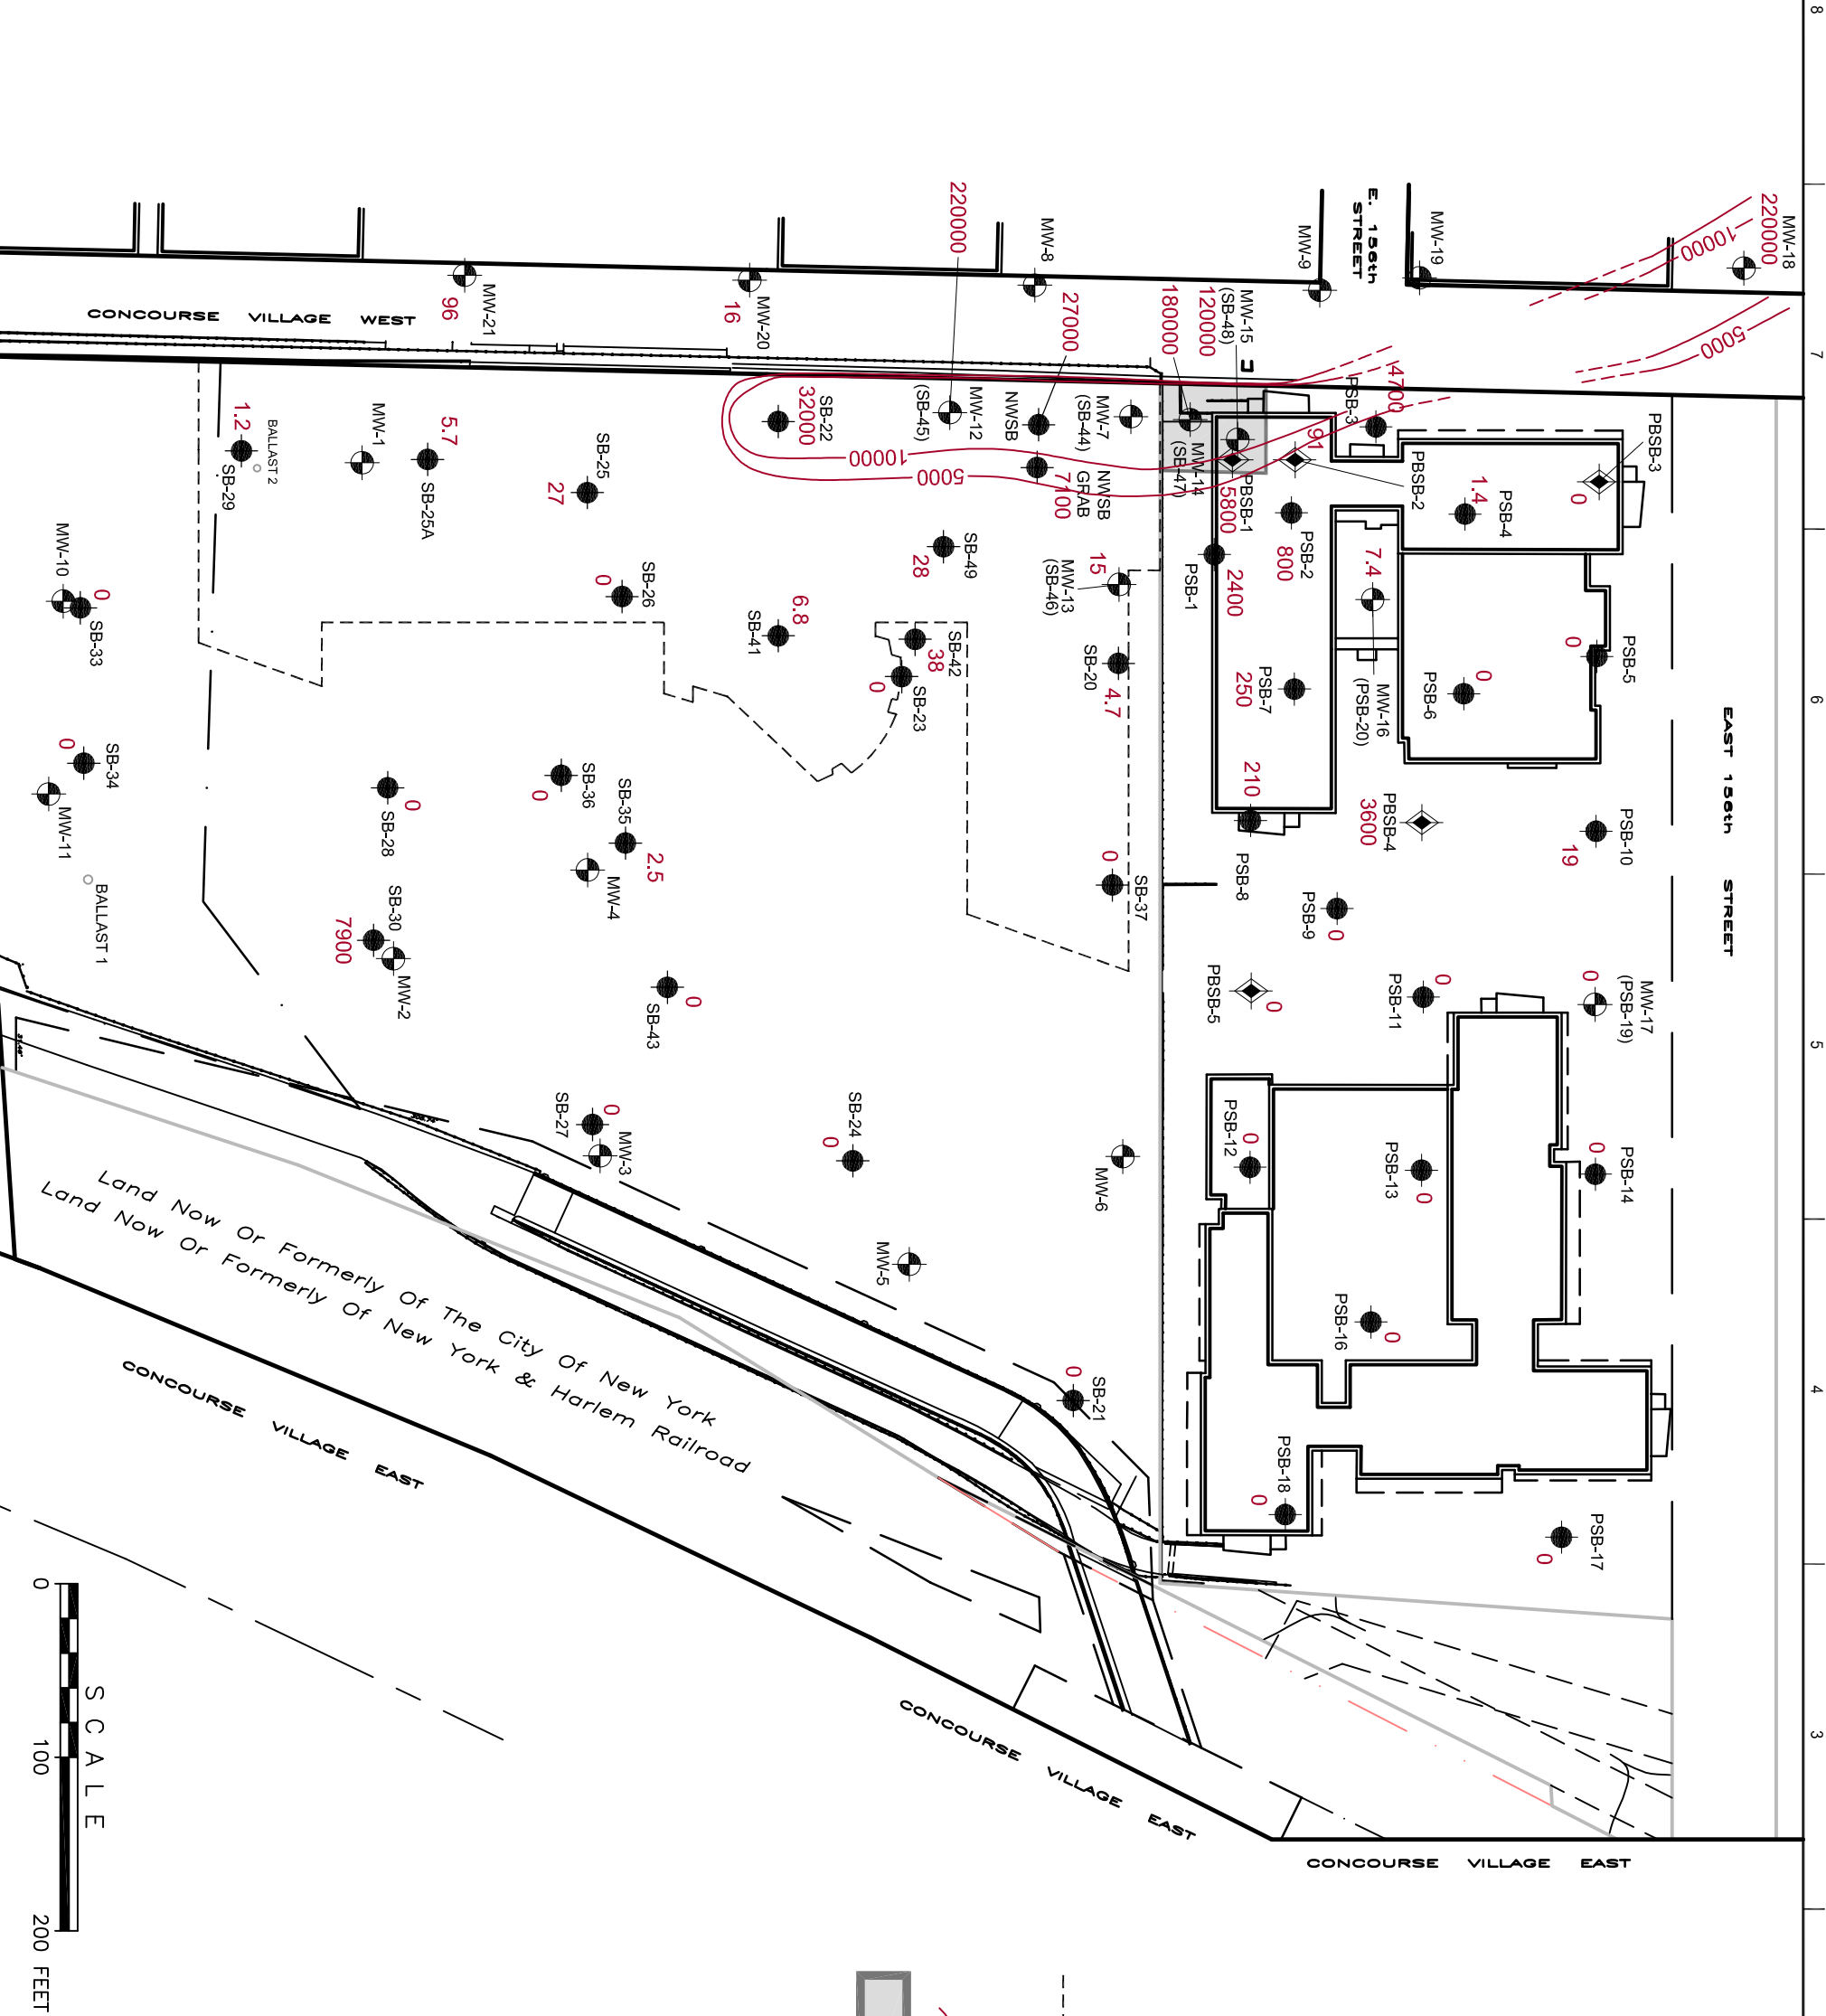 8
7
6
5
4
3
MW-18
220000
10000
5000
MW-19
E. 156th
STREET
MW-9
MW-8
220000
27000
MW-15
(SB-48)
120000
180000
MW-20
16
MW-21
96
CONCOURSE VILLAGE WEST
4700
PSB-3
PBSB-3
0
91
PBSB-2
PSB-4
1.4
MW-14
(SB-47)
PBSB-1
5800
MW-7
(SB-44)
NWSB
NWSB
GRAB
7100
MW-12
(SB-45)
SB-22
32000
10000
5000
5.7
SB-25A
MW-1
BALLAST 2
1.2
SB-29
SB-25
27
SB-49
28
PSB-2
800
PSB-1
2400
7.4
MW-16
(PSB-20)
15
MW-13
(SB-46)
SB-26
0
6.8
SB-41
SB-42
38
SB-23
0
SB-20
4.7
PSB-7
250
PSB-6
0
PSB-5
0
EAST 156th STREET
MW-10
0
SB-33
SB-34
0
MW-11
BALLAST 1
0
SB-28
SB-36
0
SB-35
2.5
MW-4
SB-30
7900
MW-2
0
SB-43
0
SB-37
210
PSB-8
PBSB-4
3600
PSB-9
0
PSB-10
19
PBSB-5
0
PSB-11
0
MW-17
(PSB-19)
0
PSB-12
0
PSB-13
0
PSB-14
0
MW-6
SB-24
0
0
SB-27
MW-3
MW-5
PSB-16
0
SB-21
0
PSB-18
0
PSB-17
0
Land Now Or Formerly Of The City Of New York
Land Now Or Formerly Of New York & Harlem Railroad
CONCOURSE VILLAGE EAST
CONCOURSE VILLAGE EAST
CONCOURSE VILLAGE EAST
SCALE
0 100 200 FEET